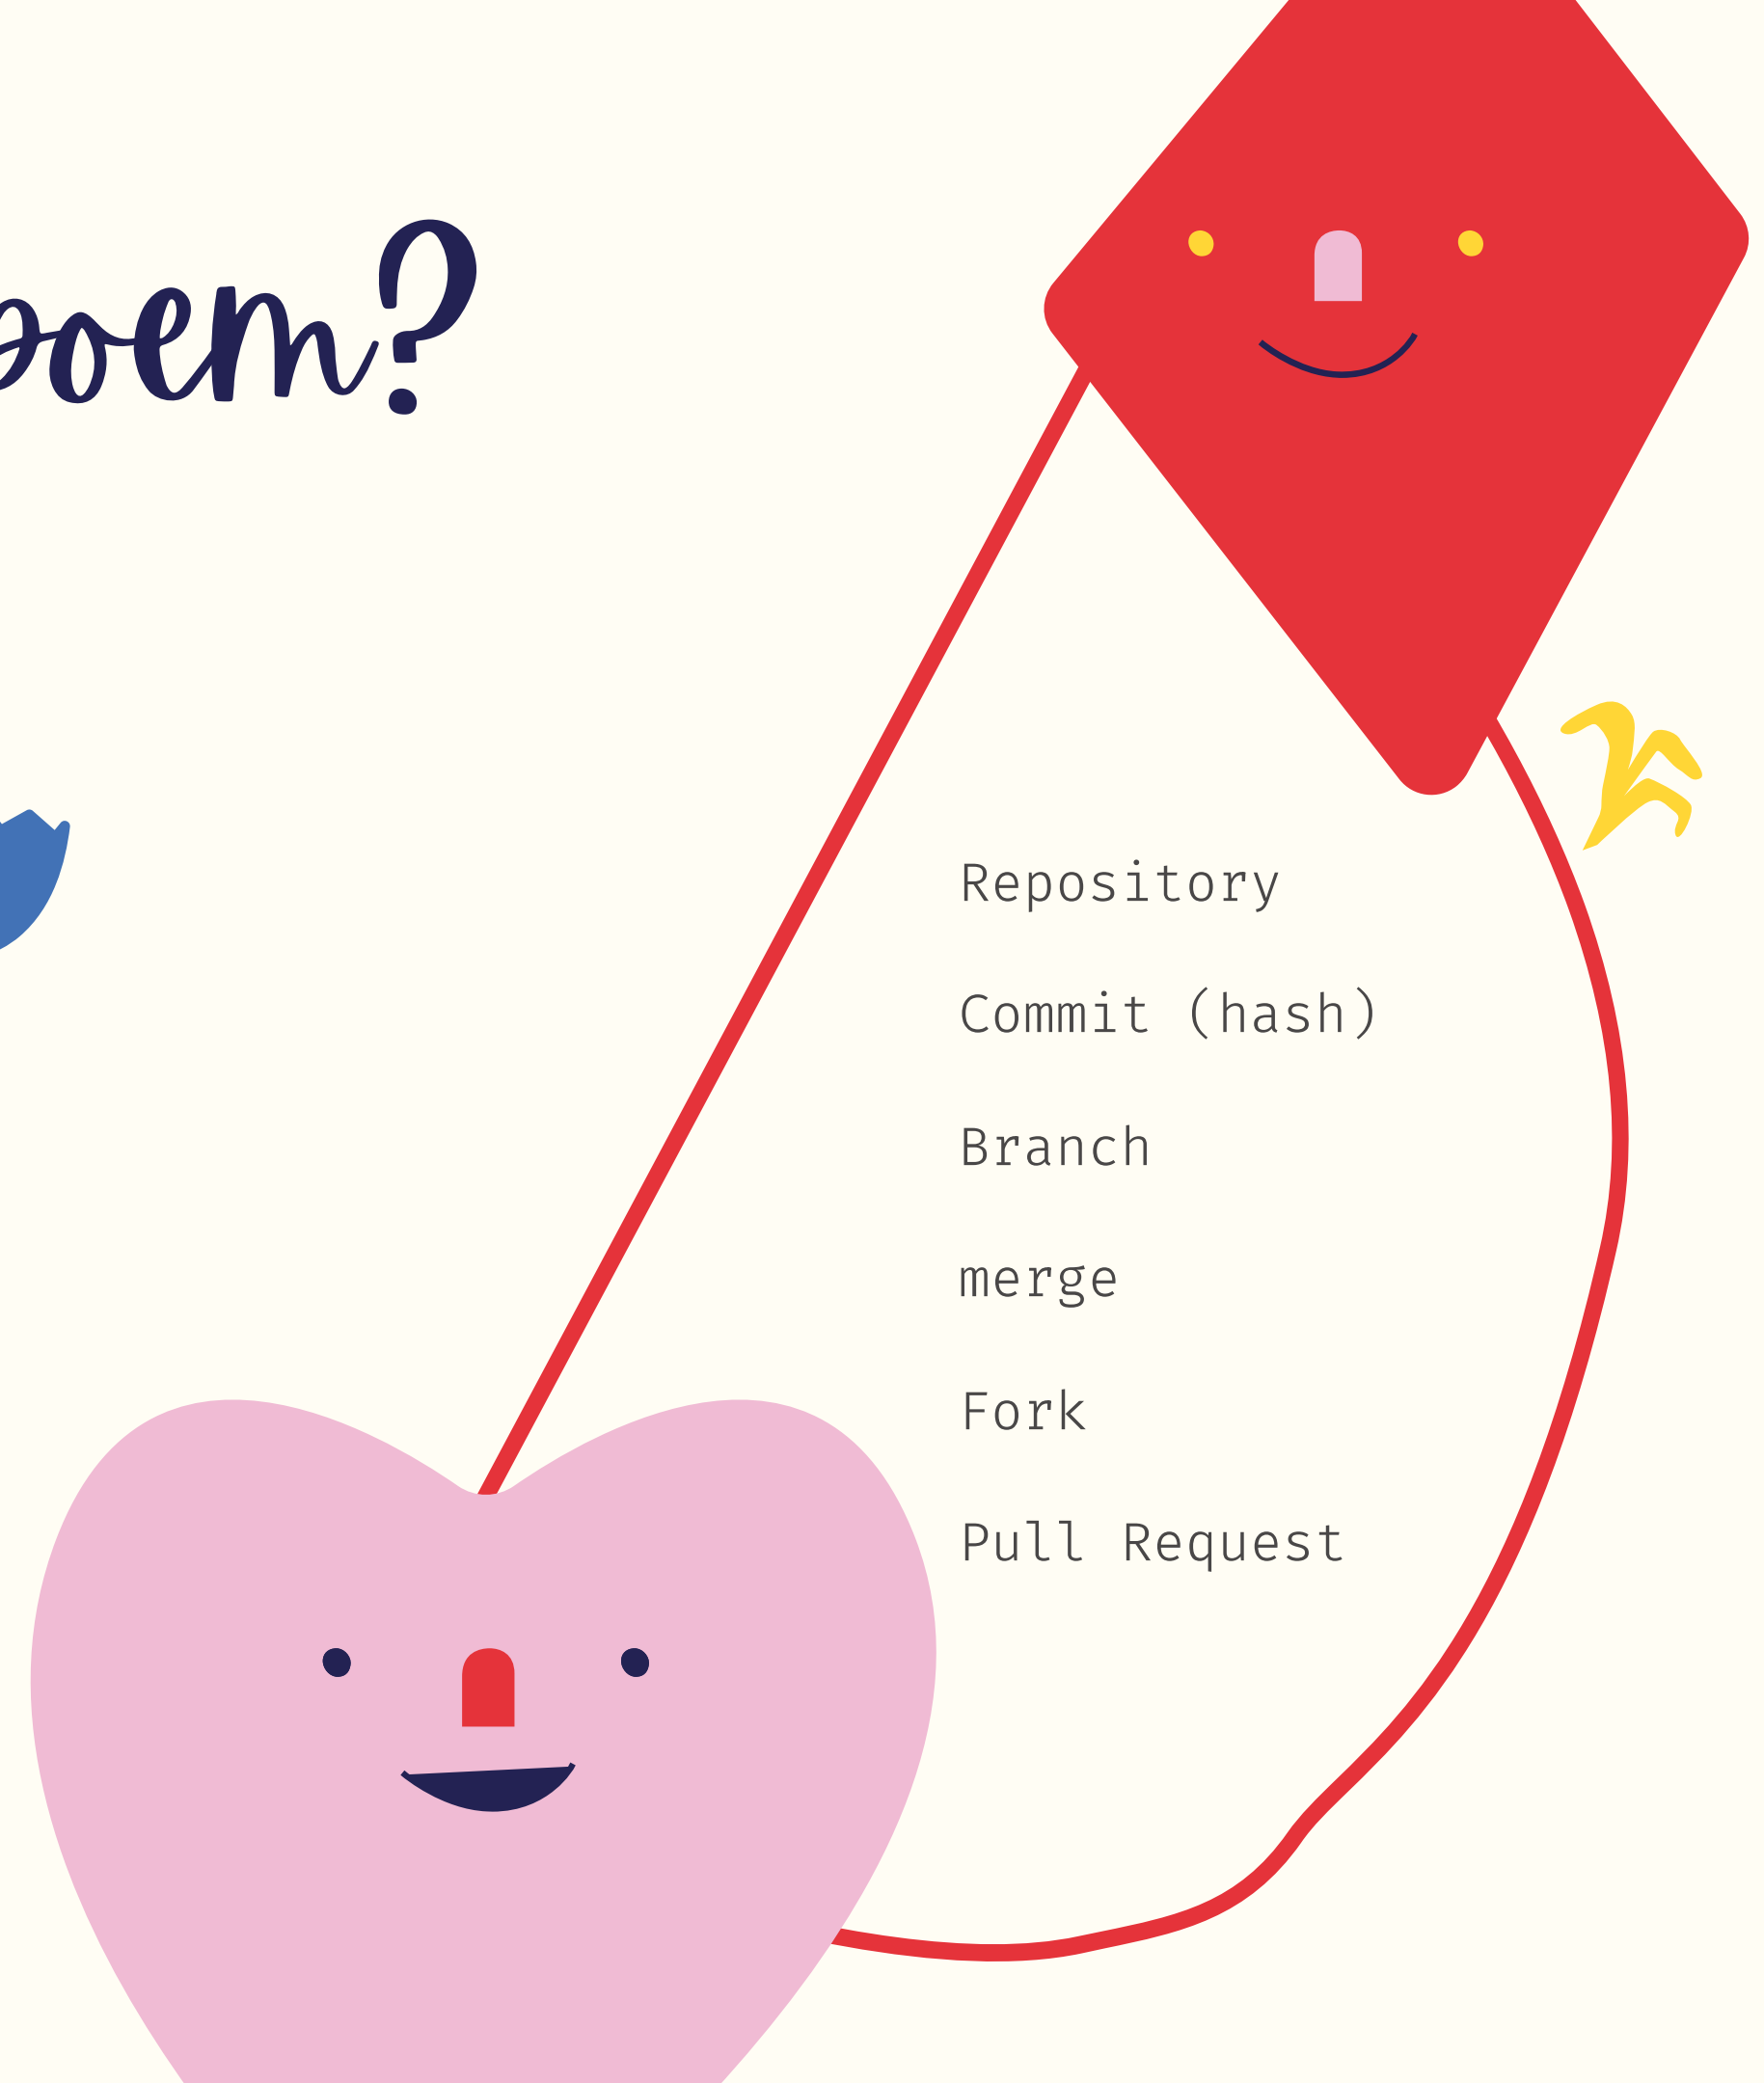 poem?
Repository
Commit (hash)
Branch
merge
Fork
Pull Request